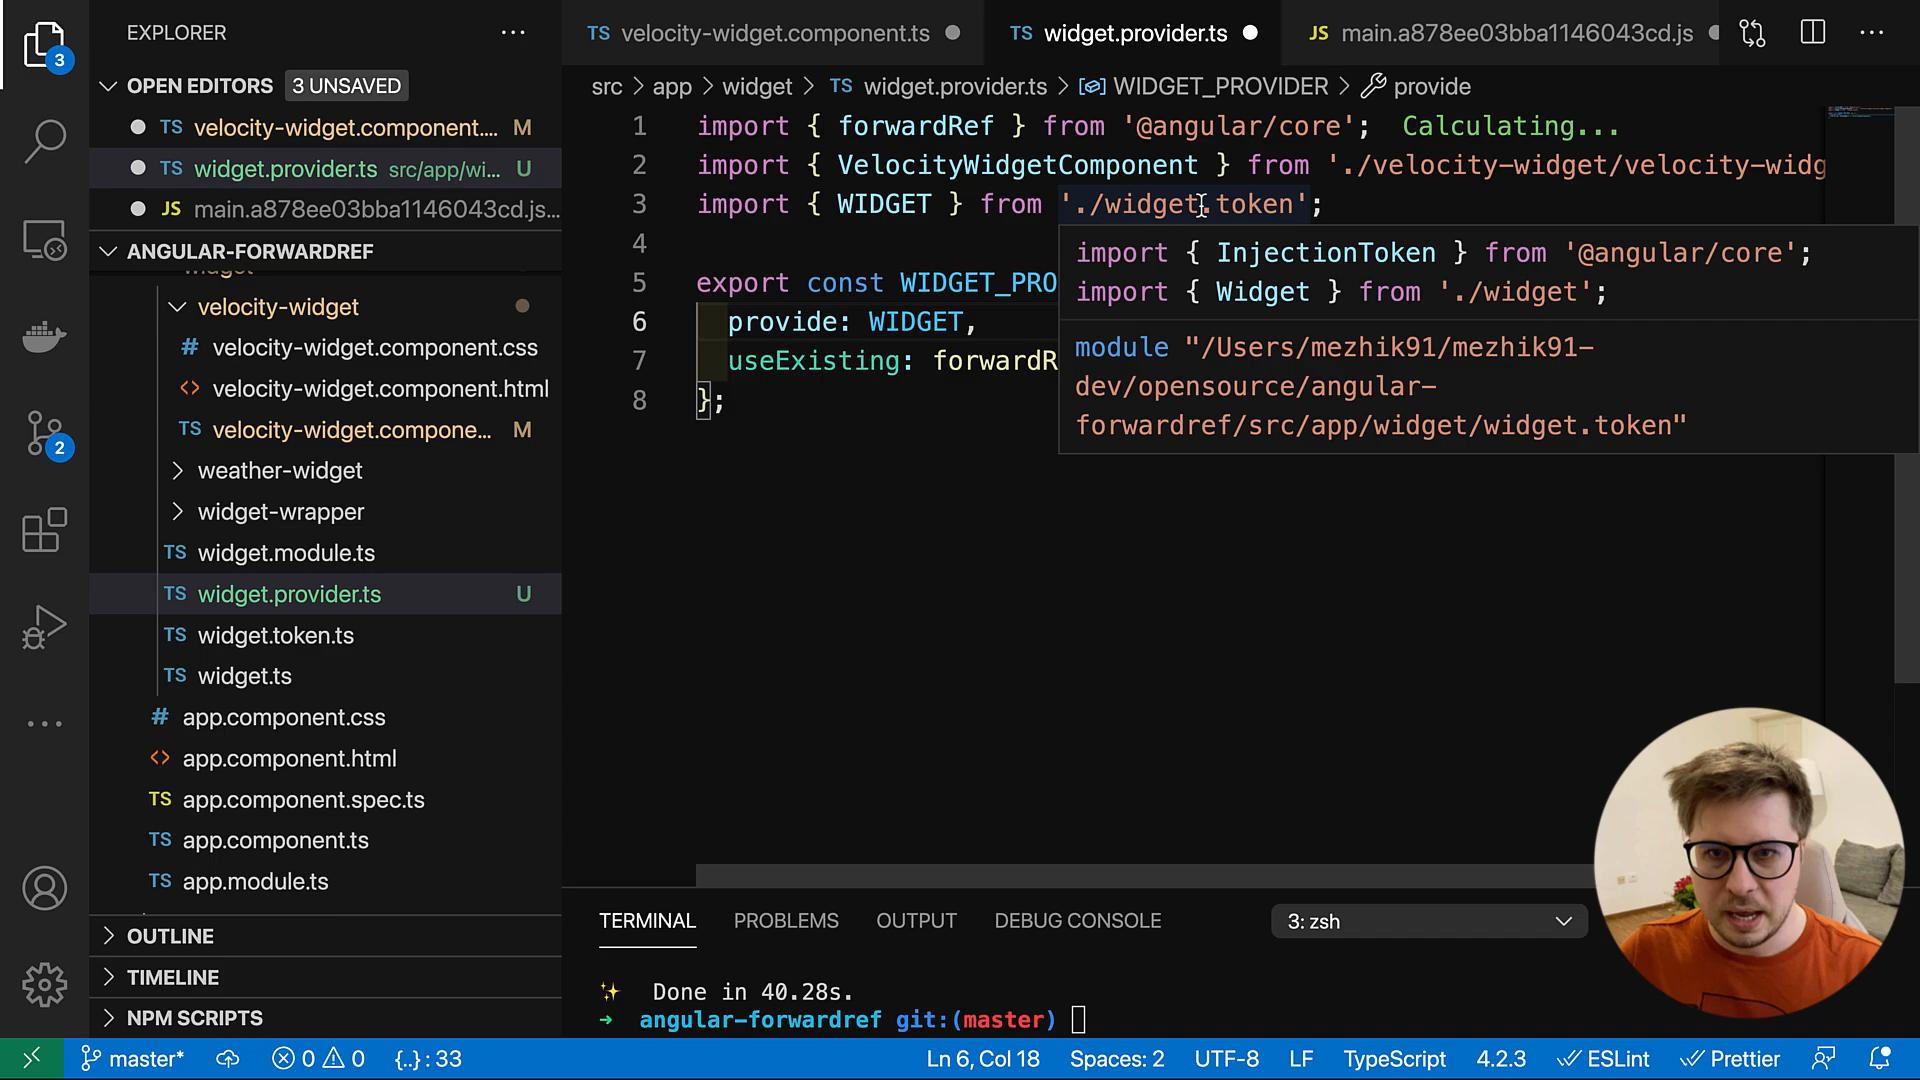 EXPLORER
OPEN EDITORS 3 UNSAVED
TS velocity-widget.component.... M
TS widget.provider.ts src/app/wi... U
JS main.a878ee03bba1146043cd.js...
ANGULAR-FORWARDREF
widget
velocity-widget
# velocity-widget.component.css
<> velocity-widget.component.html
TS velocity-widget.compone... M
weather-widget
widget-wrapper
TS widget.module.ts
TS widget.provider.ts U
TS widget.token.ts
TS widget.ts
# app.component.css
<> app.component.html
TS app.component.spec.ts
TS app.component.ts
TS app.module.ts
OUTLINE
TIMELINE
NPM SCRIPTS
3
2
TS velocity-widget.component.ts
TS widget.provider.ts
JS main.a878ee03bba1146043cd.js
src > app > widget > TS widget.provider.ts > WIDGET_PROVIDER > provide
1 import { forwardRef } from '@angular/core'; Calculating...
2 import { VelocityWidgetComponent } from './velocity-widget/velocity-widg
3 import { WIDGET } from './widget.token';
4
5 export const WIDGET_PRO
6 provide: WIDGET,
7 useExisting: forwardR
8 };
import { InjectionToken } from '@angular/core';
import { Widget } from './widget';
module "/Users/mezhik91/mezhik91-
dev/opensource/angular-
forwardref/src/app/widget/widget.token"
TERMINAL PROBLEMS OUTPUT DEBUG CONSOLE 3: zsh
✨ Done in 40.28s.
→ angular-forwardref git:(master)
master* 0 0 {..} : 33 Ln 6, Col 18 Spaces: 2 UTF-8 LF TypeScript 4.2.3 ESLint Prettier